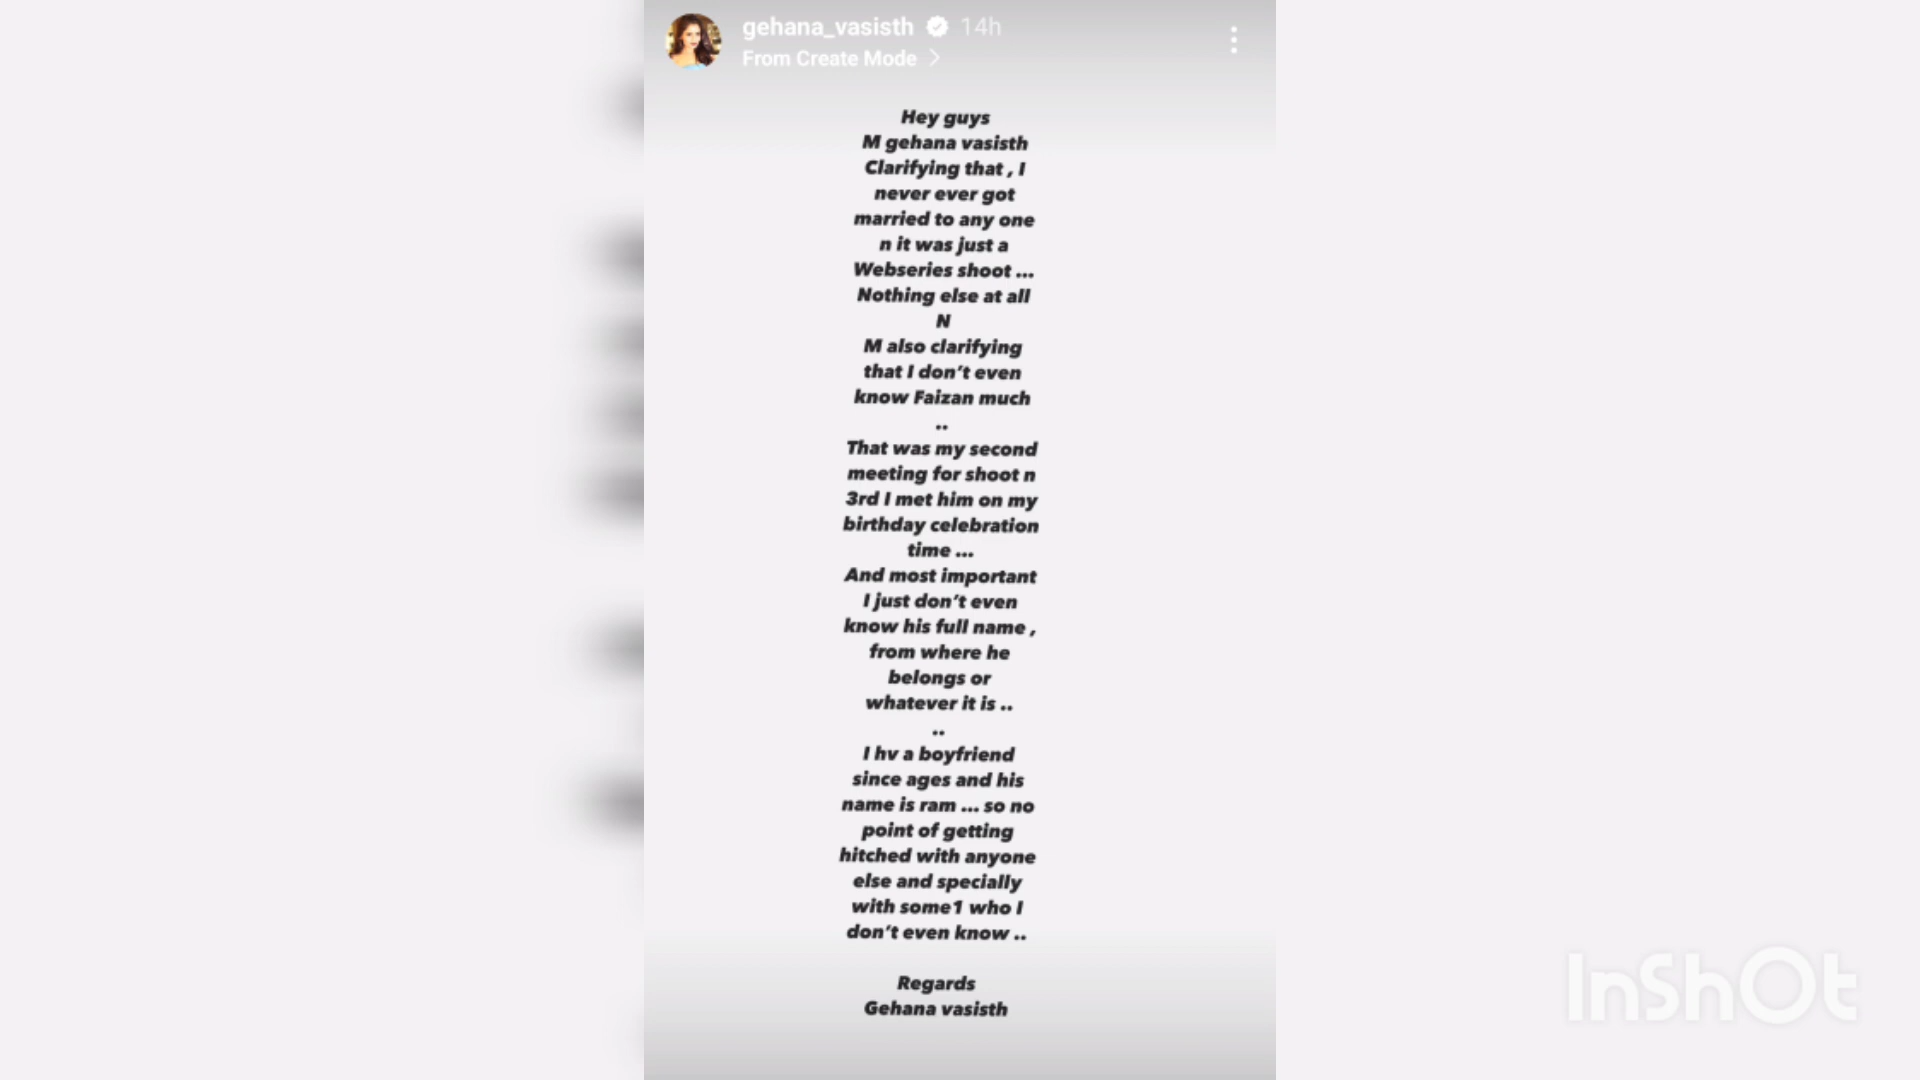 gehana_vasisth 14h
From Create Mode >
Hey guys
M gehana vasisth
Clarifying that , I
never ever got
married to any one
n it was just a
Webseries shoot ...
Nothing else at all
N
M also clarifying
that I don’t even
know Faizan much
..
That was my second
meeting for shoot n
3rd I met him on my
birthday celebration
time ...
And most important
I just don’t even
know his full name ,
from where he
belongs or
whatever it is ..
..
I hv a boyfriend
since ages and his
name is ram ... so no
point of getting
hitched with anyone
else and specially
with some1 who I
don’t even know ..
Regards
Gehana vasisth
InShOt